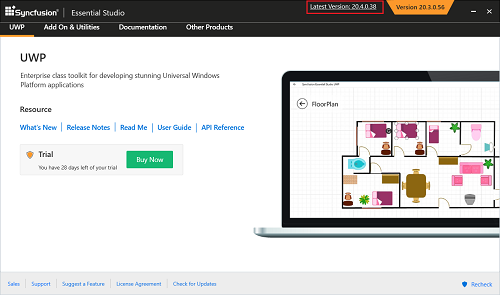 Syncfusion® Essential Studio
Latest Version: 20.4.0.38
Version 20.3.0.56
UWP Add On & Utilities Documentation Other Products
UWP
Enterprise class toolkit for developing stunning Universal Windows
Platform applications
Resource
What's New Release Notes Read Me User Guide API Reference
Trial
You have 28 days left of your trial
Buy Now
FloorPlan
Sales Support Suggest a Feature License Agreement Check for Updates
Recheck